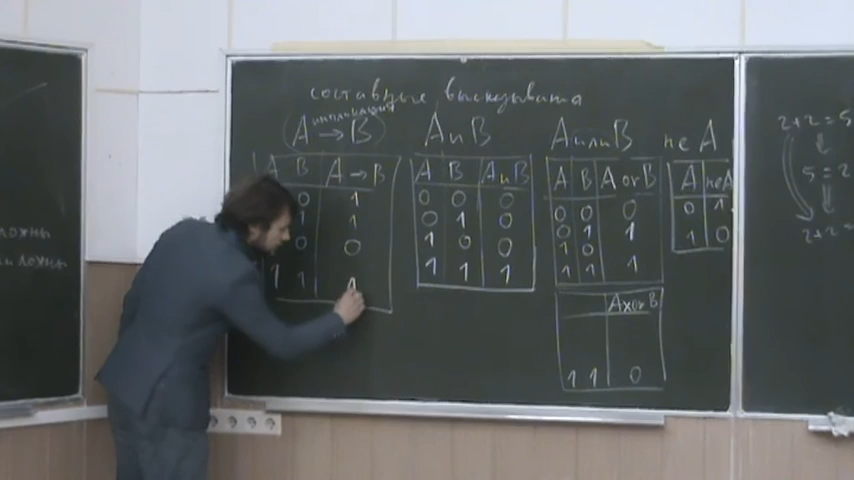 составные высказывания
импликация
A → B
A и B
A или B
не A
A B A → B
0 1
1
0 0
1 1 1
A B A и B
0 0 0
0 1 0
1 0 0
1 1 1
A B A or B
0 0 0
0 1 1
1 0
1 1 1
A xor B
1 1 0
A не A
0 1
1 0
2+2=5
5=2
2+2=
ложны
ложны